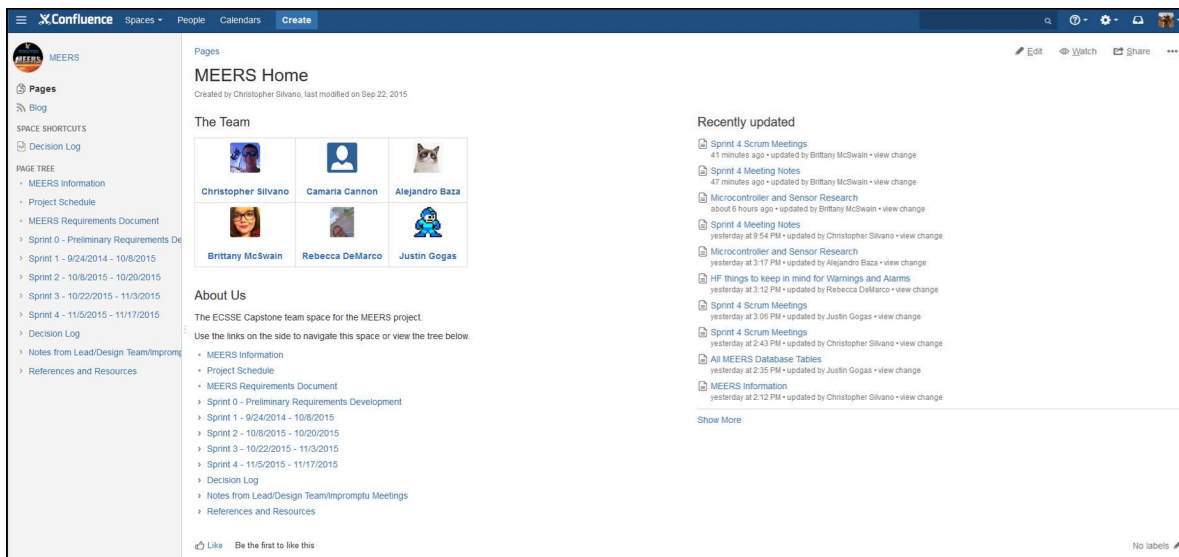 Confluence Spaces People Calendars Create
MEERS
MEERS
Pages
Blog
SPACE SHORTCUTS
Decision Log
PAGE TREE
MEERS Information
Project Schedule
MEERS Requirements Document
Sprint 0 - Preliminary Requirements De
Sprint 1 - 9/24/2014 - 10/8/2015
Sprint 2 - 10/8/2015 - 10/20/2015
Sprint 3 - 10/22/2015 - 11/3/2015
Sprint 4 - 11/5/2015 - 11/17/2015
Decision Log
Notes from Lead/Design Team/Impromp
References and Resources
Pages
Edit Watch Share
MEERS Home
Created by Christopher Silvano, last modified on Sep 22, 2015
The Team
Christopher Silvano Camaria Cannon Alejandro Baza
Brittany McSwain Rebecca DeMarco Justin Gogas
About Us
The ECSSE Capstone team space for the MEERS project.
Use the links on the side to navigate this space or view the tree below.
MEERS Information
Project Schedule
MEERS Requirements Document
Sprint 0 - Preliminary Requirements Development
Sprint 1 - 9/24/2014 - 10/8/2015
Sprint 2 - 10/8/2015 - 10/20/2015
Sprint 3 - 10/22/2015 - 11/3/2015
Sprint 4 - 11/5/2015 - 11/17/2015
Decision Log
Notes from Lead/Design Team/Impromptu Meetings
References and Resources
Recently updated
Sprint 4 Scrum Meetings
41 minutes ago • updated by Brittany McSwain • view change
Sprint 4 Meeting Notes
47 minutes ago • updated by Brittany McSwain • view change
Microcontroller and Sensor Research
about 6 hours ago • updated by Brittany McSwain • view change
Sprint 4 Meeting Notes
yesterday at 9:54 PM • updated by Christopher Silvano • view change
Microcontroller and Sensor Research
yesterday at 3:17 PM • updated by Alejandro Baza • view change
HF things to keep in mind for Warnings and Alarms
yesterday at 3:12 PM • updated by Rebecca DeMarco • view change
Sprint 4 Scrum Meetings
yesterday at 3:06 PM • updated by Justin Gogas • view change
Sprint 4 Scrum Meetings
yesterday at 2:43 PM • updated by Christopher Silvano • view change
All MEERS Database Tables
yesterday at 2:35 PM • updated by Justin Gogas • view change
MEERS Information
yesterday at 2:12 PM • updated by Christopher Silvano • view change
Show More
Like Be the first to like this
No labels